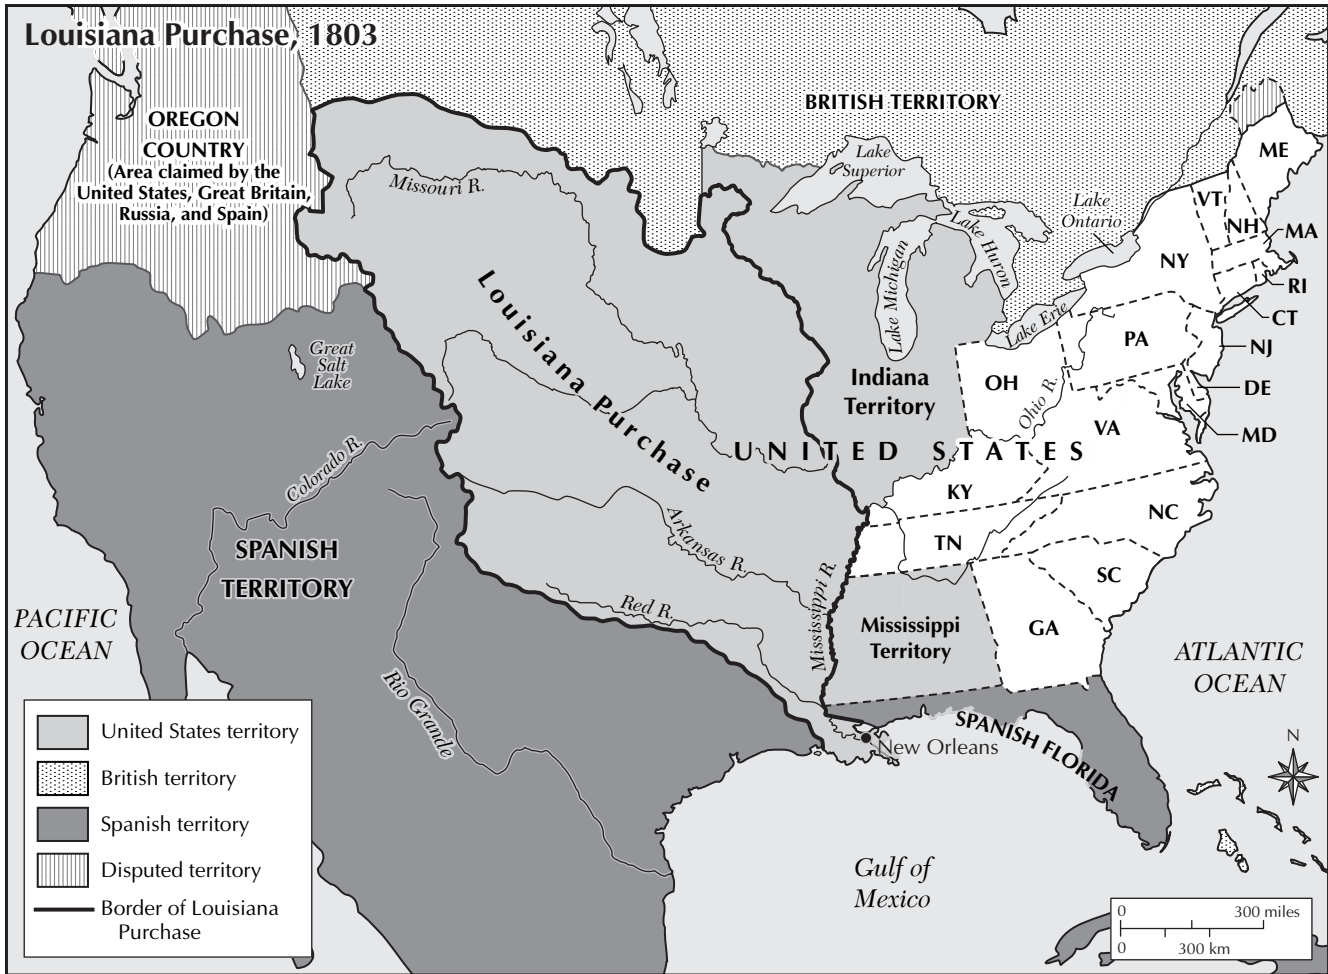 Louisiana Purchase, 1803
BRITISH TERRITORY
OREGON
COUNTRY
(Area claimed by the
United States, Great Britain,
Russia, and Spain)
Missouri R.
Lake
Superior
Lake Michigan
Lake Huron
Lake
Ontario
Lake Erie
ME
VT
NH
MA
NY
RI
CT
PA
NJ
DE
MD
OH
Ohio R.
VA
Indiana
Territory
Louisiana Purchase
UNITED STATES
Great
Salt
Lake
Colorado R.
KY
NC
TN
SC
GA
Arkansas R.
SPANISH
TERRITORY
Red R.
Mississippi R.
Mississippi
Territory
PACIFIC
OCEAN
ATLANTIC
OCEAN
Rio Grande
SPANISH FLORIDA
New Orleans
Gulf of
Mexico
N
United States territory
British territory
Spanish territory
Disputed territory
Border of Louisiana
Purchase
0 300 miles
0 300 km